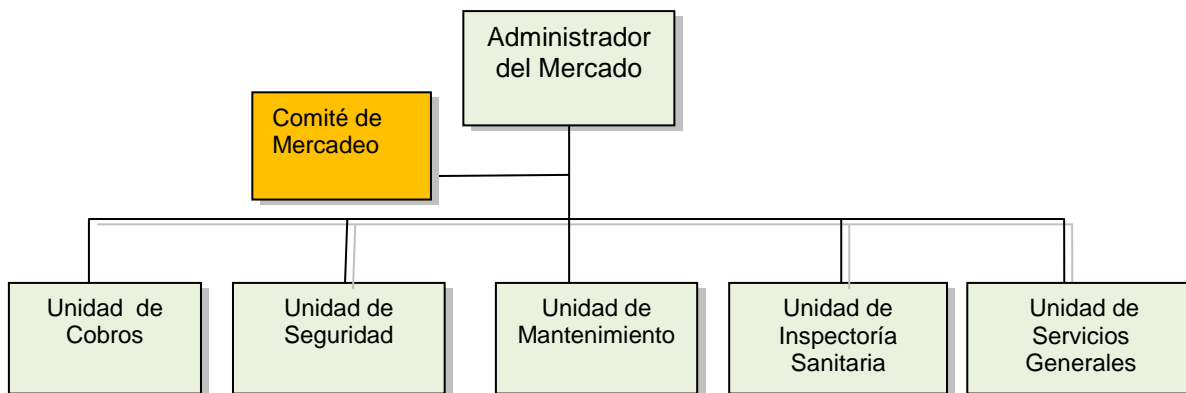 Administrador
del Mercado
Comité de
Mercadeo
Unidad de
Cobros
Unidad de
Seguridad
Unidad de
Mantenimiento
Unidad de
Inspectoría
Sanitaria
Unidad de
Servicios
Generales